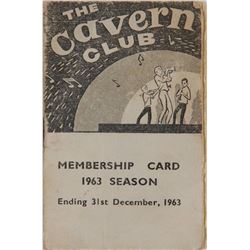 THE
Cavern
CLUB
MEMBERSHIP CARD
1963 SEASON
Ending 31st December, 1963